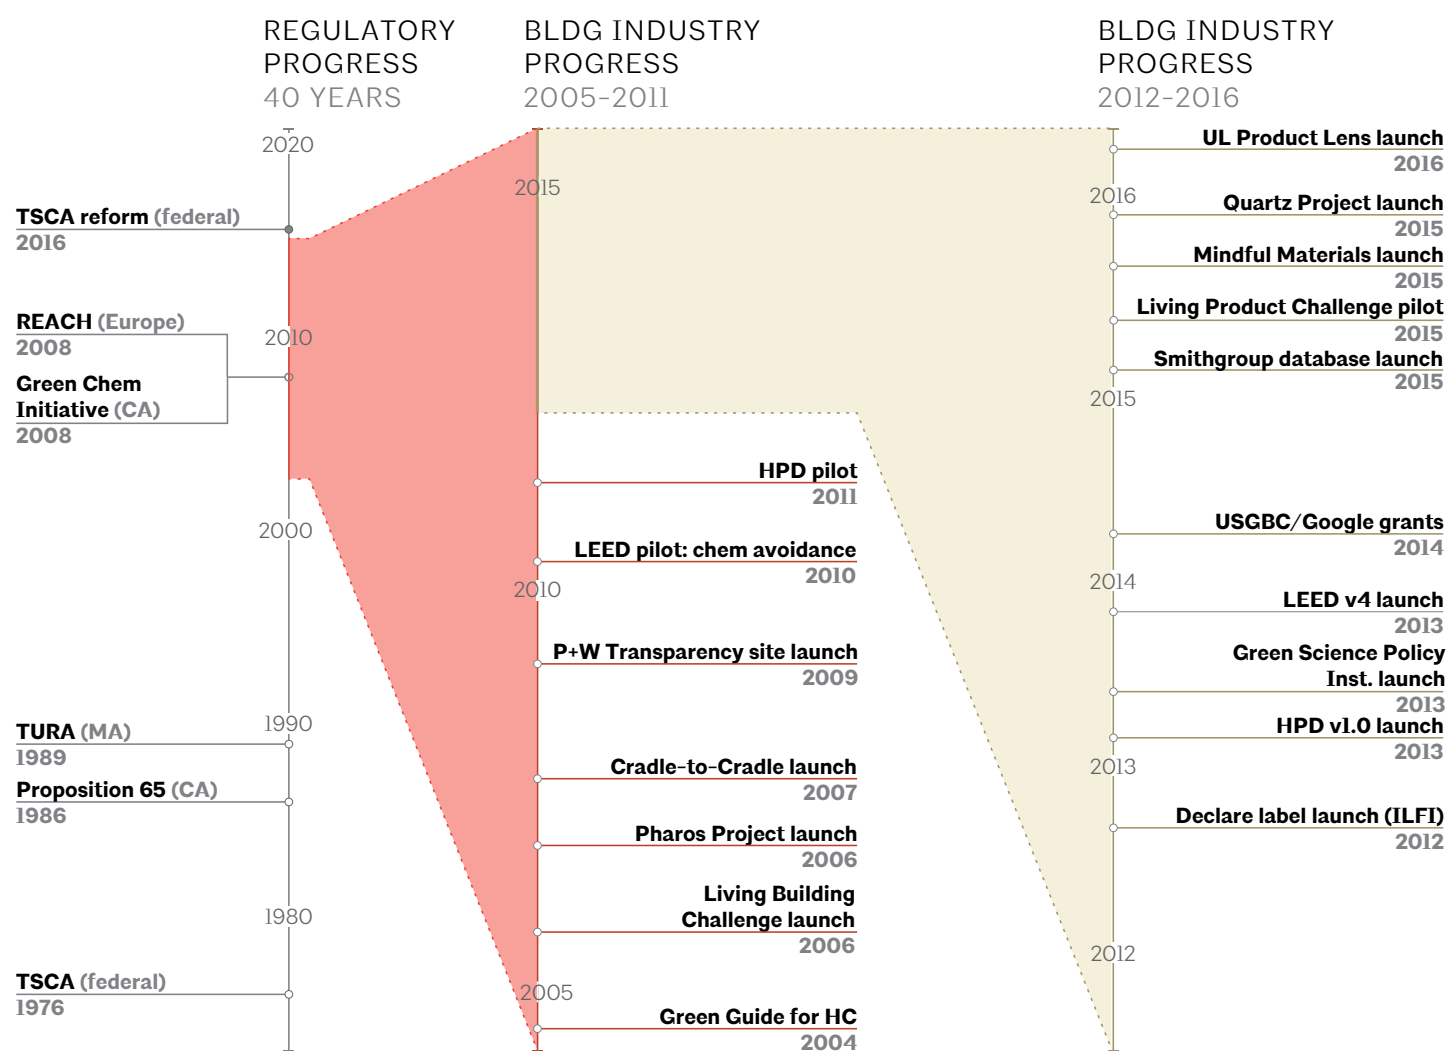 REGULATORY
PROGRESS
40 YEARS
2020
TSCA reform (federal)
2016
REACH (Europe)
2008
2010
Green Chem
Initiative (CA)
2008
2000
1990
TURA (MA)
1989
Proposition 65 (CA)
1986
1980
TSCA (federal)
1976
BLDG INDUSTRY
PROGRESS
2005-2011
2015
HPD pilot
2011
LEED pilot: chem avoidance
2010
2010
P+W Transparency site launch
2009
Cradle-to-Cradle launch
2007
Pharos Project launch
2006
Living Building
Challenge launch
2006
2005
Green Guide for HC
2004
BLDG INDUSTRY
PROGRESS
2012-2016
UL Product Lens launch
2016
2016
Quartz Project launch
2015
Mindful Materials launch
2015
Living Product Challenge pilot
2015
Smithgroup database launch
2015
2015
USGBC/Google grants
2014
2014
LEED v4 launch
2013
Green Science Policy
Inst. launch
2013
HPD v1.0 launch
2013
2013
Declare label launch (ILFI)
2012
2012